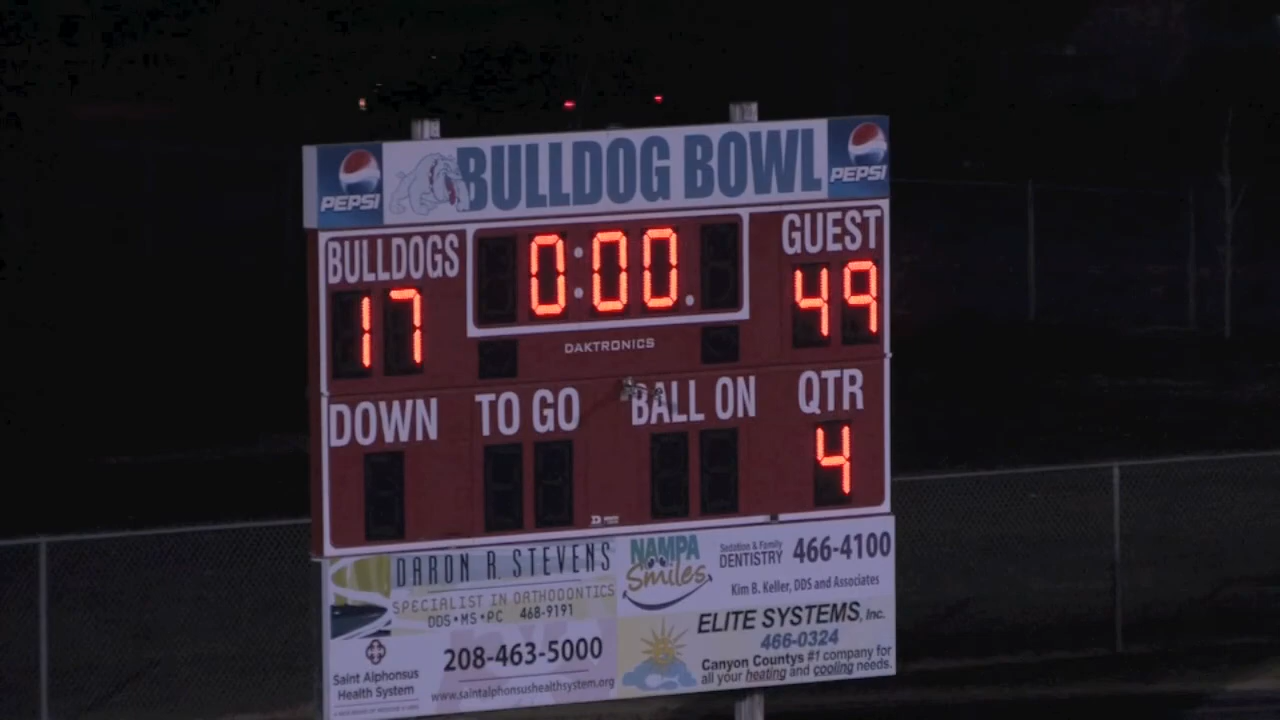 PEPSI BULLDOG BOWL PEPSI
BULLDOGS 0:00. GUEST
17 49
DAKTRONICS
DOWN TO GO BALL ON QTR
4
DARON R. STEVENS
SPECIALIST IN ORTHODONTICS
DDS • MS • PC 468-9191
NAMPA
Smiles
Sedation & Family
DENTISTRY
466-4100
Kim B. Keller, DDS and Associates
Saint Alphonsus
Health System
208-463-5000
www.saintalphonsushealthsystem.org
ELITE SYSTEMS, Inc.
466-0324
Canyon Countys #1 company for
all your heating and cooling needs.